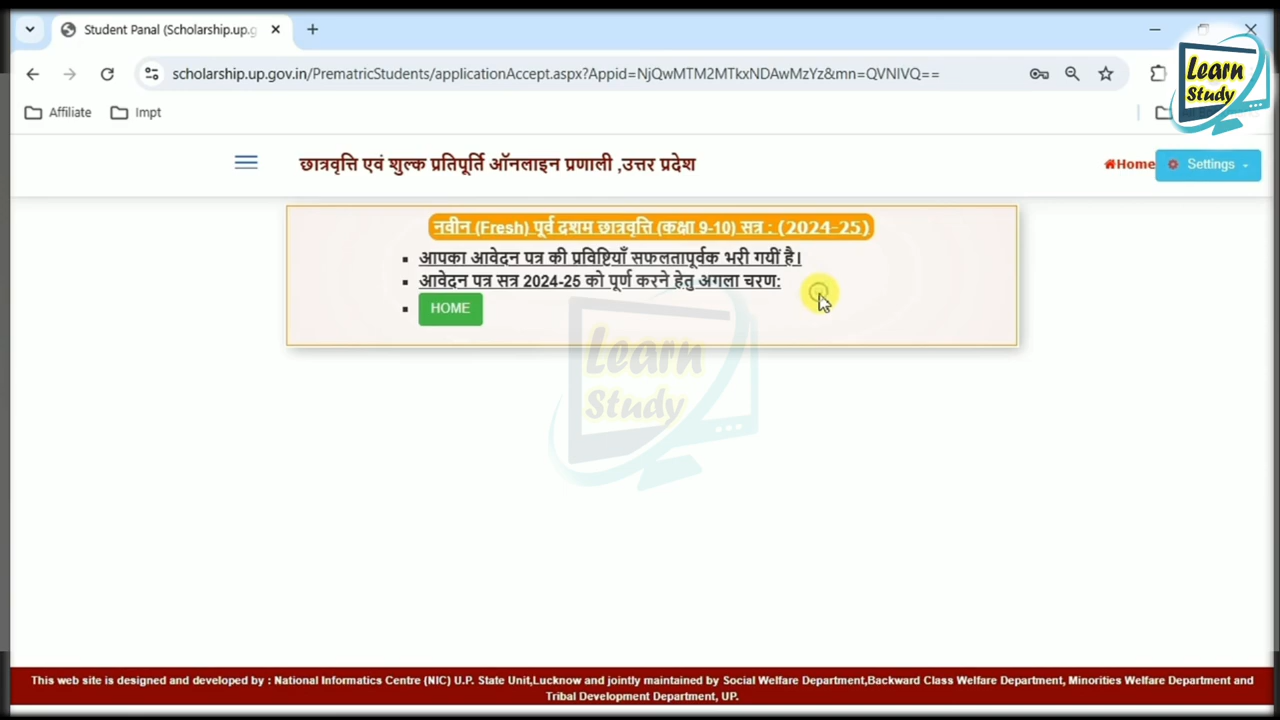 Student Panal (Scholarship.up.g
scholarship.up.gov.in/PrematricStudents/applicationAccept.aspx?Appid=NjQwMTM2MTkxNDAwMzYz&mn=QVNIVQ==
Affiliate
Impt
Learn
Study
छात्रवृत्ति एवं शुल्क प्रतिपूर्ति ऑनलाइन प्रणाली ,उत्तर प्रदेश
Home
Settings
नवीन (Fresh) पूर्व दशम छात्रवृत्ति (कक्षा 9-10) सत्र : (2024-25)
आपका आवेदन पत्र की प्रविष्टियाँ सफलतापूर्वक भरी गयीं है।
आवेदन पत्र सत्र 2024-25 को पूर्ण करने हेतु अगला चरण:
HOME
Learn
Study
This web site is designed and developed by : National Informatics Centre (NIC) U.P. State Unit,Lucknow and jointly maintained by Social Welfare Department,Backward Class Welfare Department, Minorities Welfare Department and
Tribal Development Department, UP.